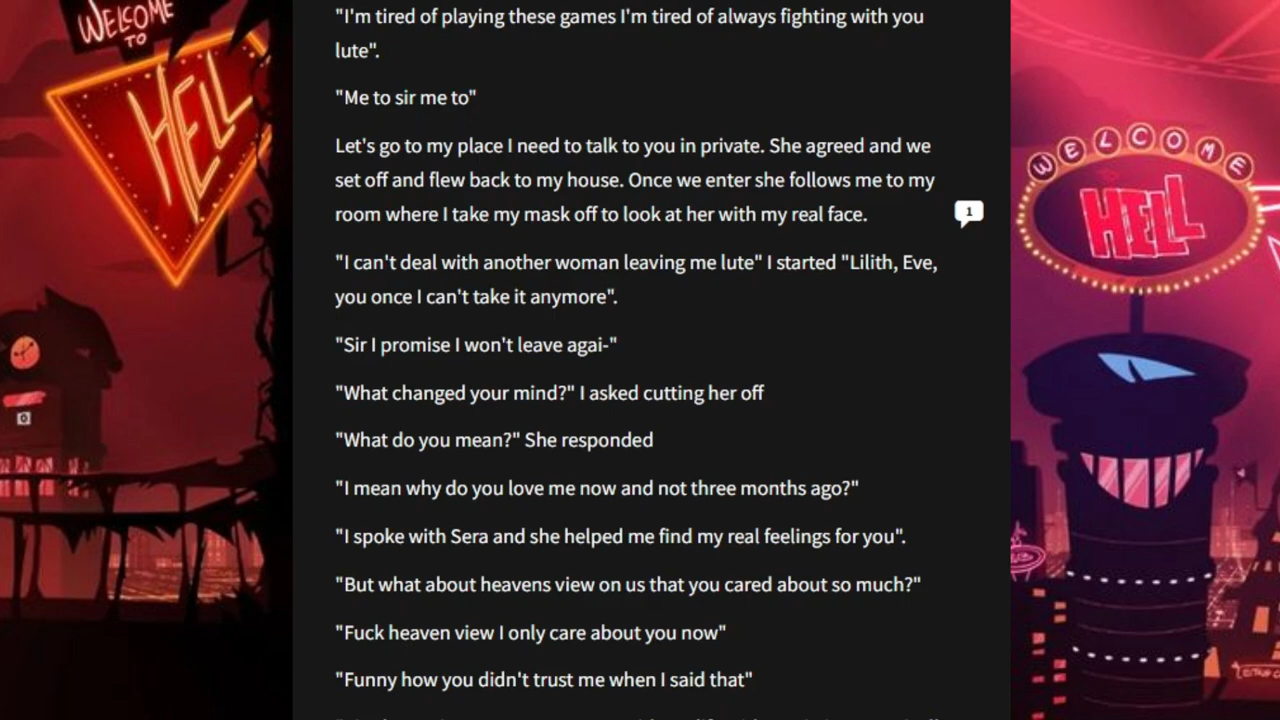 WELCOME
TO
HELL
"I'm tired of playing these games I'm tired of always fighting with you
lute".
"Me to sir me to"
Let's go to my place I need to talk to you in private. She agreed and we
set off and flew back to my house. Once we enter she follows me to my
room where I take my mask off to look at her with my real face.
1
"I can't deal with another woman leaving me lute" I started "Lilith, Eve,
you once I can't take it anymore".
"Sir I promise I won't leave agai-"
"What changed your mind?" I asked cutting her off
"What do you mean?" She responded
"I mean why do you love me now and not three months ago?"
"I spoke with Sera and she helped me find my real feelings for you".
"But what about heavens view on us that you cared about so much?"
"Fuck heaven view I only care about you now"
"Funny how you didn't trust me when I said that"
WELCOME
HELL